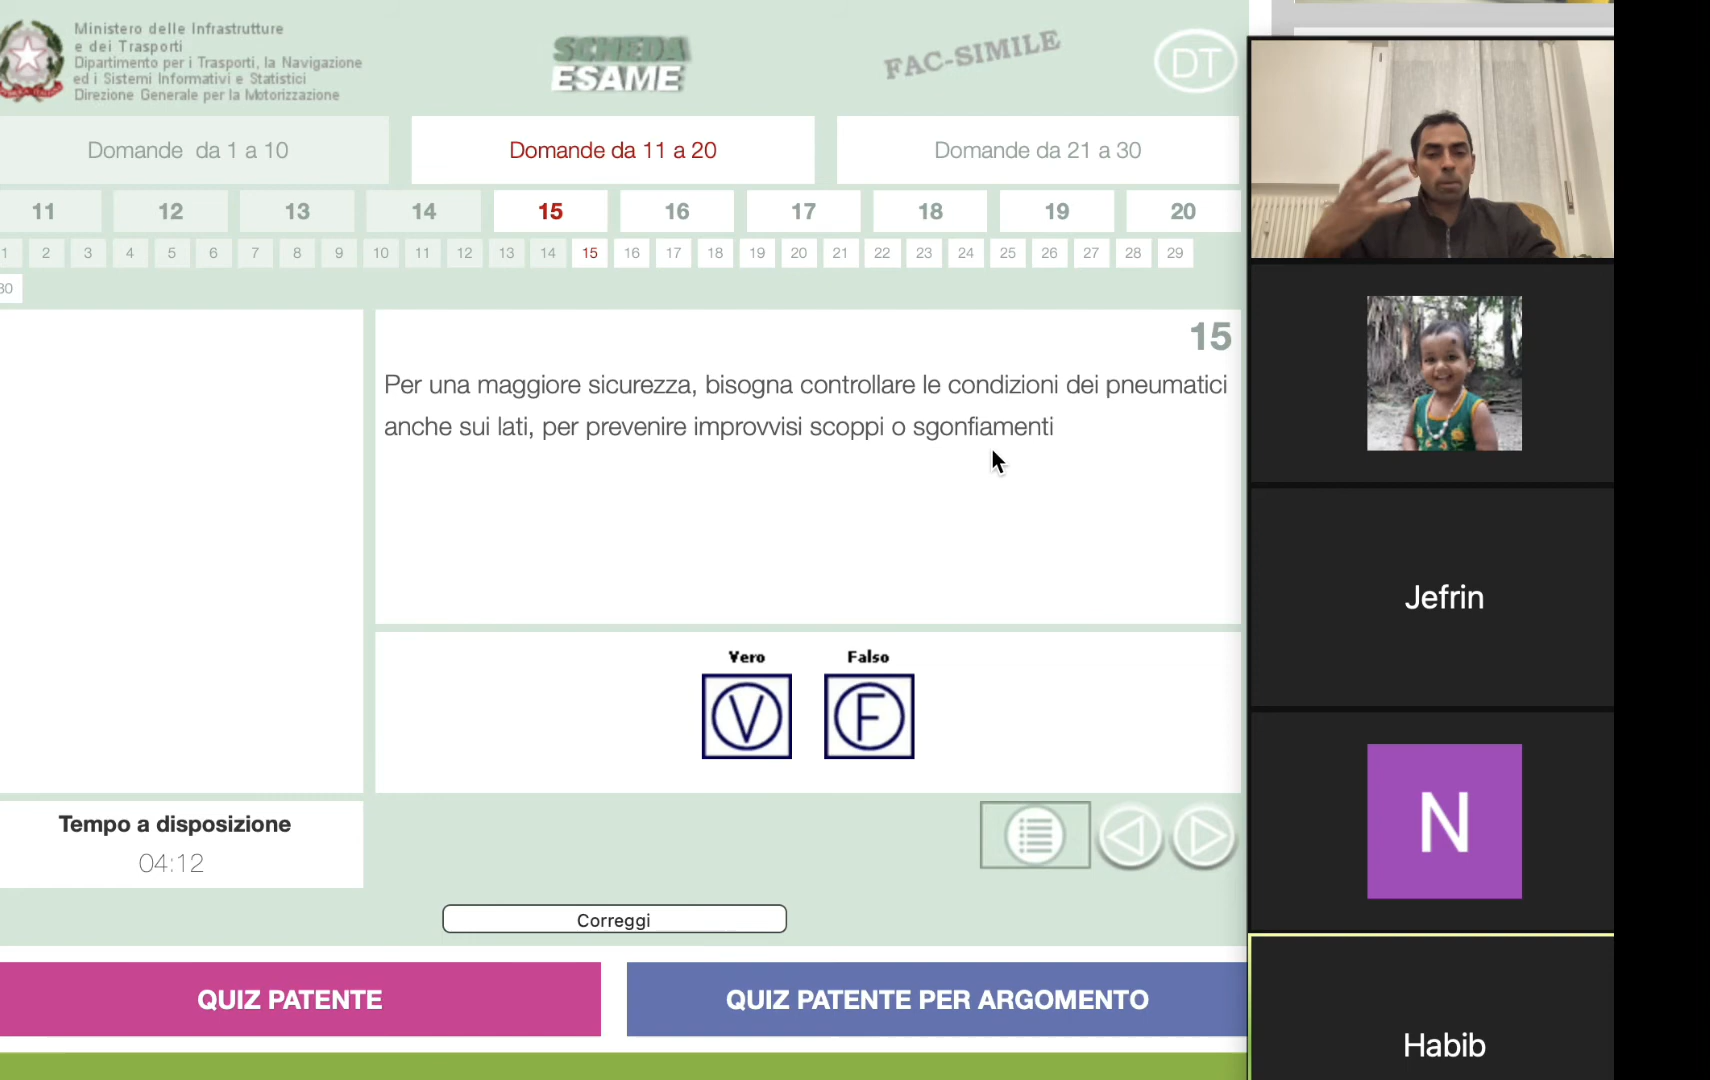 Ministero delle Infrastrutture
e dei Trasporti
Dipartimento per i Trasporti, la Navigazione
ed i Sistemi Informativi e Statistici
Direzione Generale per la Motorizzazione
SCHEDA
ESAME
FAC-SIMILE
DT
Domande da 1 a 10
Domande da 11 a 20
Domande da 21 a 30
11 12 13 14 15 16 17 18 19 20
1 2 3 4 5 6 7 8 9 10 11 12 13 14 15 16 17 18 19 20 21 22 23 24 25 26 27 28 29
30
15
Per una maggiore sicurezza, bisogna controllare le condizioni dei pneumatici
anche sui lati, per prevenire improvvisi scoppi o sgonfiamenti
Vero Falso
V F
Tempo a disposizione
04:12
Correggi
QUIZ PATENTE
QUIZ PATENTE PER ARGOMENTO
Jefrin
N
Habib